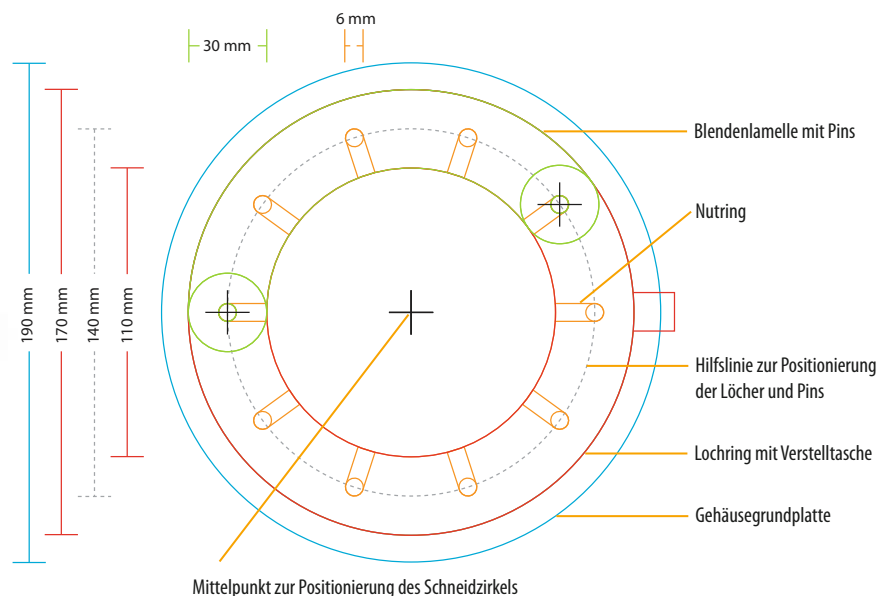 6 mm
30 mm
Blendenlamelle mit Pins
Nutring
190 mm
170 mm
140 mm
110 mm
Hilfslinie zur Positionierung
der Löcher und Pins
Lochring mit Verstelltasche
Gehäusegrundplatte
Mittelpunkt zur Positionierung des Schneidzirkels